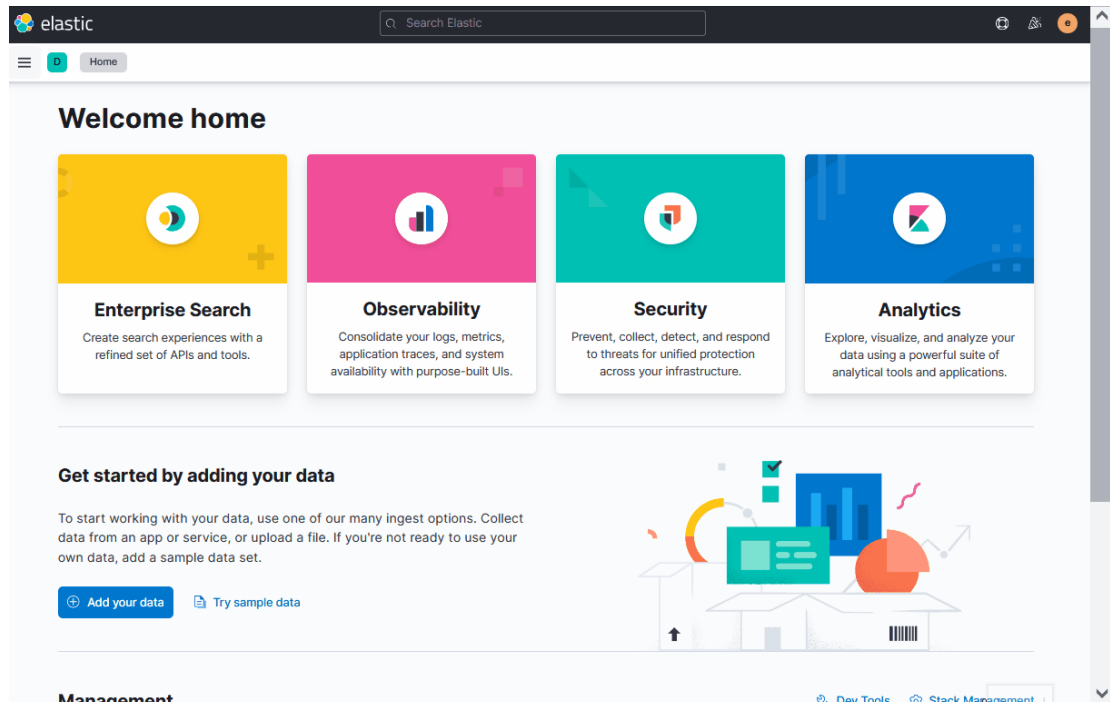 elastic
Search Elastic
e
D
Home
Welcome home
Enterprise Search
Create search experiences with a
refined set of APIs and tools.
Observability
Consolidate your logs, metrics,
application traces, and system
availability with purpose-built UIs.
Security
Prevent, collect, detect, and respond
to threats for unified protection
across your infrastructure.
Analytics
Explore, visualize, and analyze your
data using a powerful suite of
analytical tools and applications.
Get started by adding your data
To start working with your data, use one of our many ingest options. Collect
data from an app or service, or upload a file. If you're not ready to use your
own data, add a sample data set.
Add your data
Try sample data
Management
Dev Tools
Stack Management